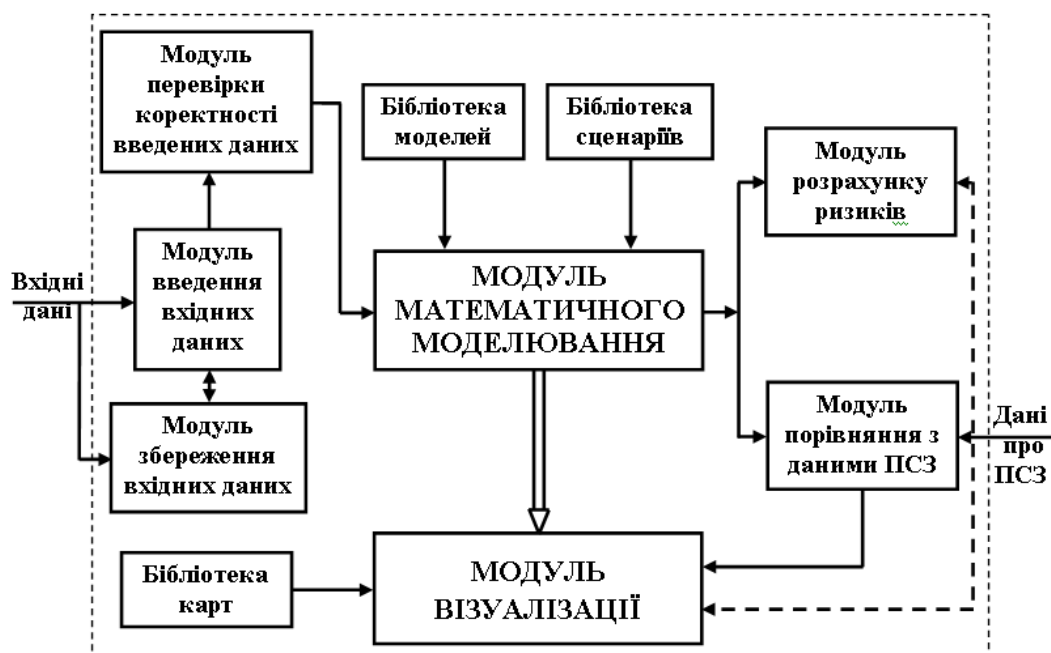 Модуль
перевірки
коректності
введених даних
Бібліотека
моделей
Бібліотека
сценаріїв
Модуль
розрахунку
ризиків
Вхідні
дані
Модуль
введення
вхідних
даних
МОДУЛЬ
МАТЕМАТИЧНОГО
МОДЕЛЮВАННЯ
Модуль
збереження
вхідних даних
Модуль
порівняння з
даними ПСЗ
Дані
про
ПСЗ
Бібліотека
карт
МОДУЛЬ
ВІЗУАЛІЗАЦІЇ